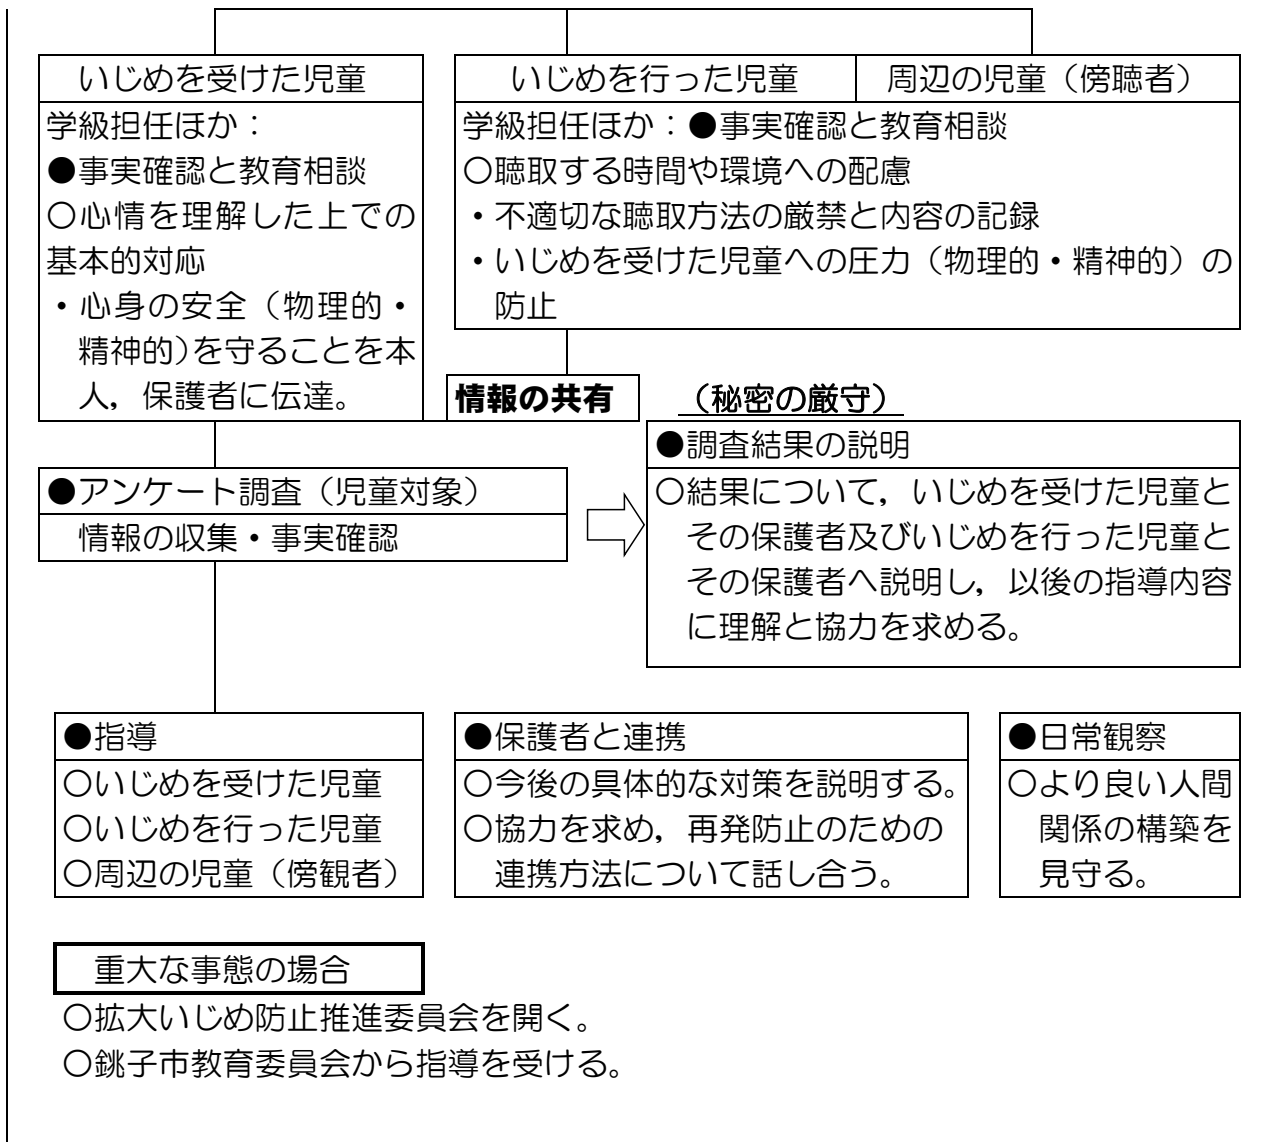 いじめを受けた児童
学級担任ほか：
●事実確認と教育相談
○心情を理解した上での
基本的対応
・心身の安全（物理的・
精神的）を守ることを本
人，保護者に伝達。
いじめを行った児童
周辺の児童（傍聴者）
学級担任ほか：●事実確認と教育相談
○聴取する時間や環境への配慮
・不適切な聴取方法の厳禁と内容の記録
・いじめを受けた児童への圧力（物理的・精神的）の
防止
情報の共有
（秘密の厳守）
●アンケート調査（児童対象）
情報の収集・事実確認
●調査結果の説明
○結果について，いじめを受けた児童と
その保護者及びいじめを行った児童と
その保護者へ説明し，以後の指導内容
に理解と協力を求める。
●指導
○いじめを受けた児童
○いじめを行った児童
○周辺の児童（傍観者）
●保護者と連携
○今後の具体的な対策を説明する。
○協力を求め，再発防止のための
連携方法について話し合う。
●日常観察
○より良い人間
関係の構築を
見守る。
重大な事態の場合
○拡大いじめ防止推進委員会を開く。
○銚子市教育委員会から指導を受ける。